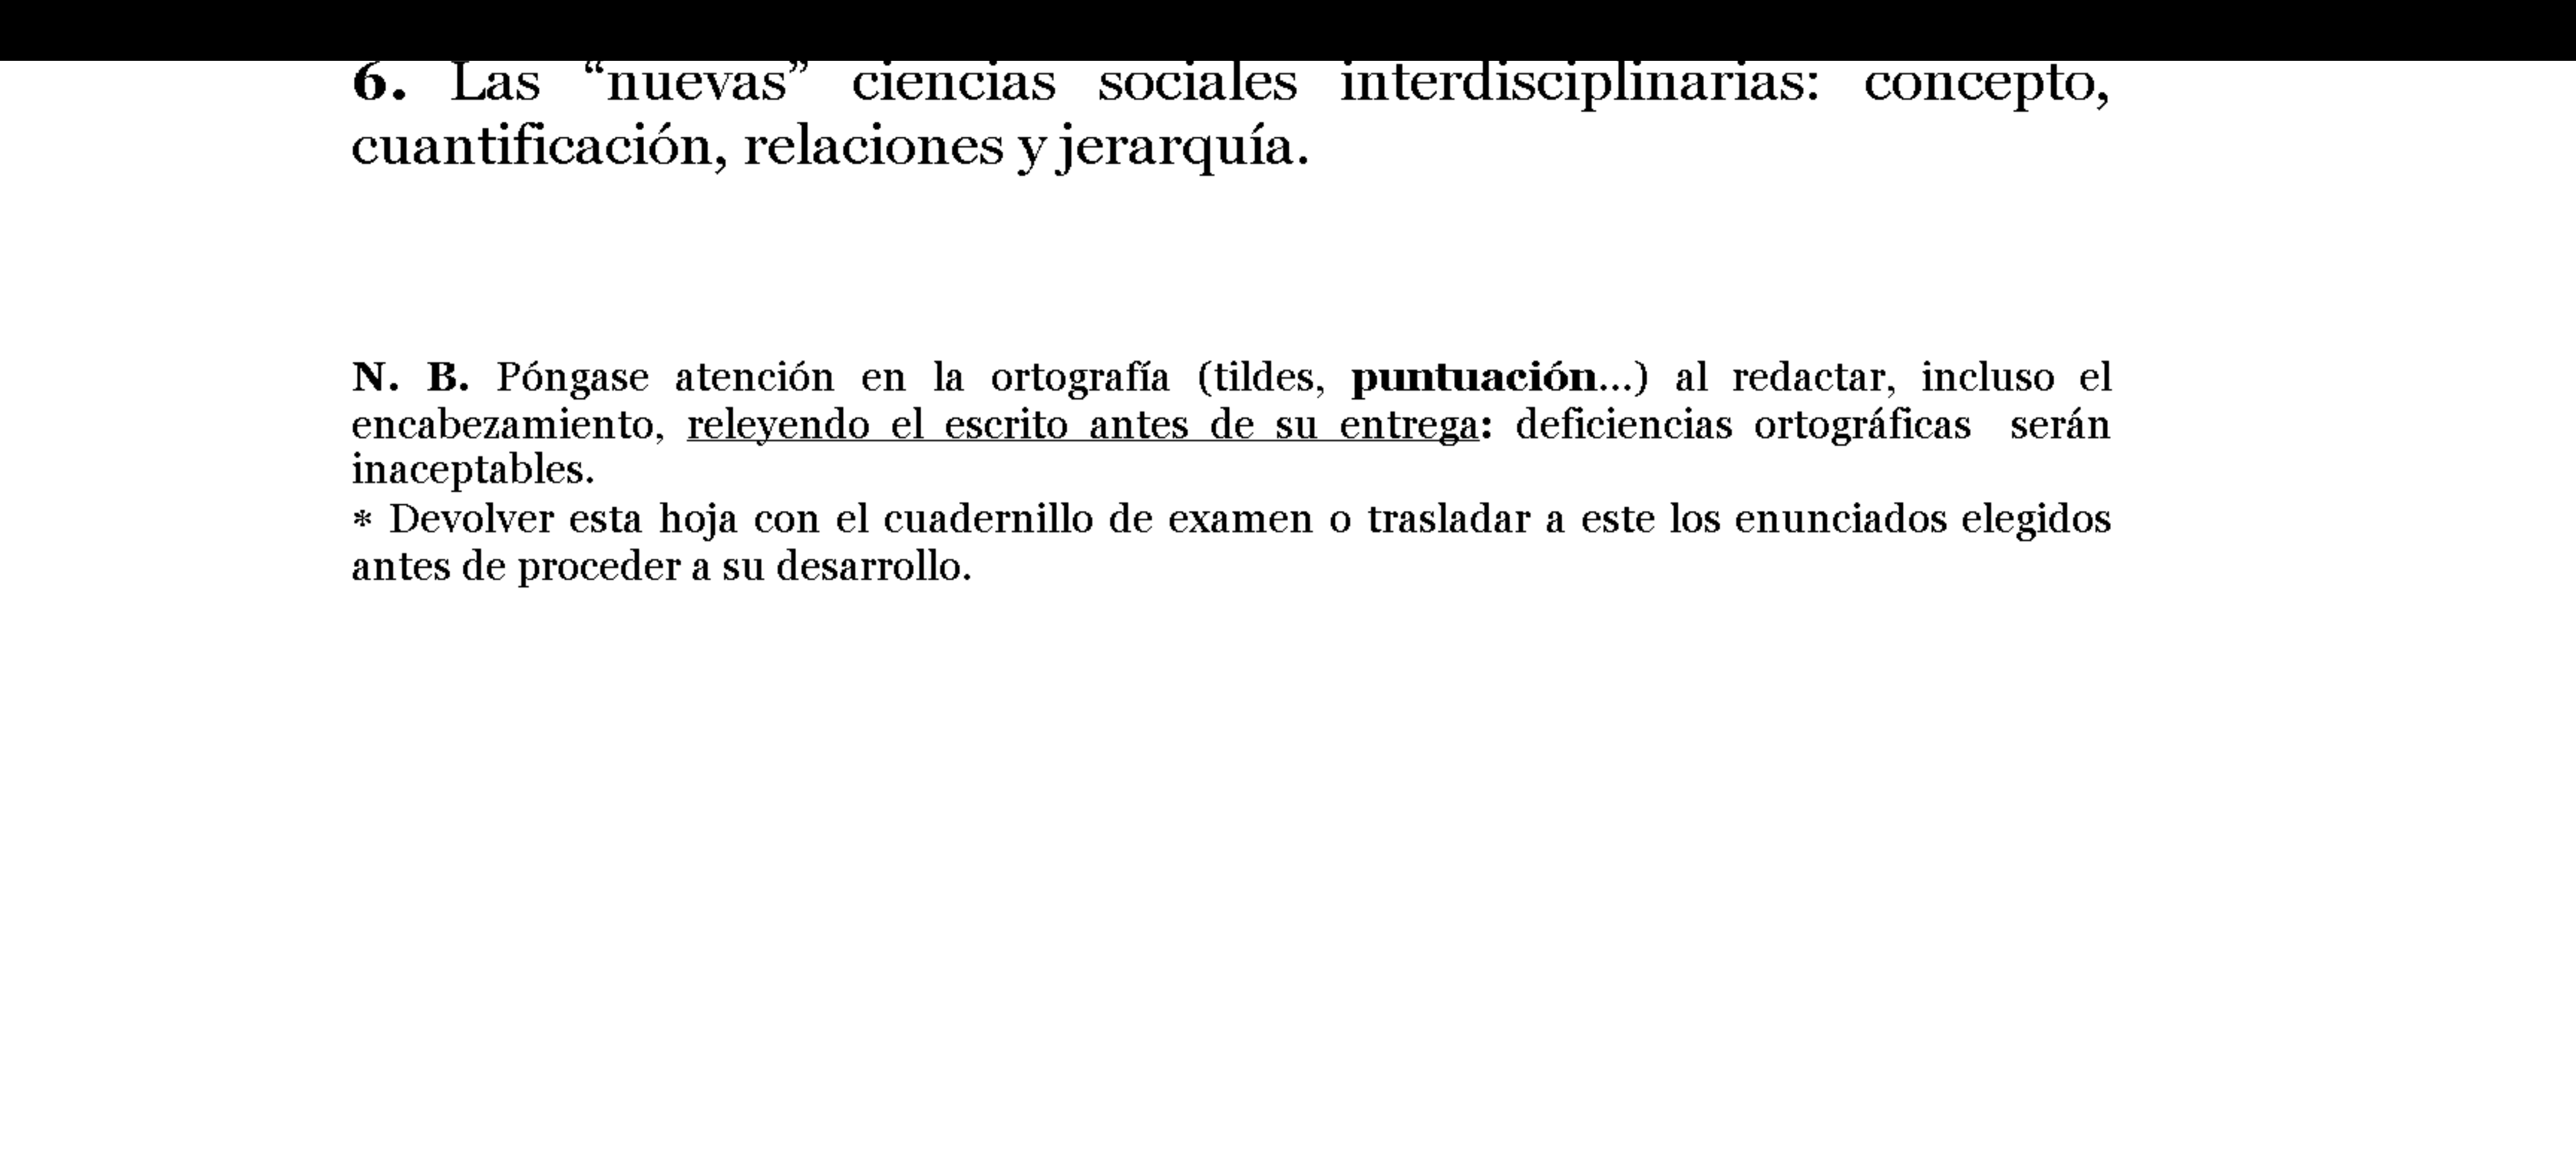 6. Las “nuevas” ciencias sociales interdisciplinarias: concepto,
cuantificación, relaciones y jerarquía.
N. B. Póngase atención en la ortografía (tildes, puntuación...) al redactar, incluso el
encabezamiento, releyendo el escrito antes de su entrega: deficiencias ortográficas serán
inaceptables.
* Devolver esta hoja con el cuadernillo de examen o trasladar a este los enunciados elegidos
antes de proceder a su desarrollo.